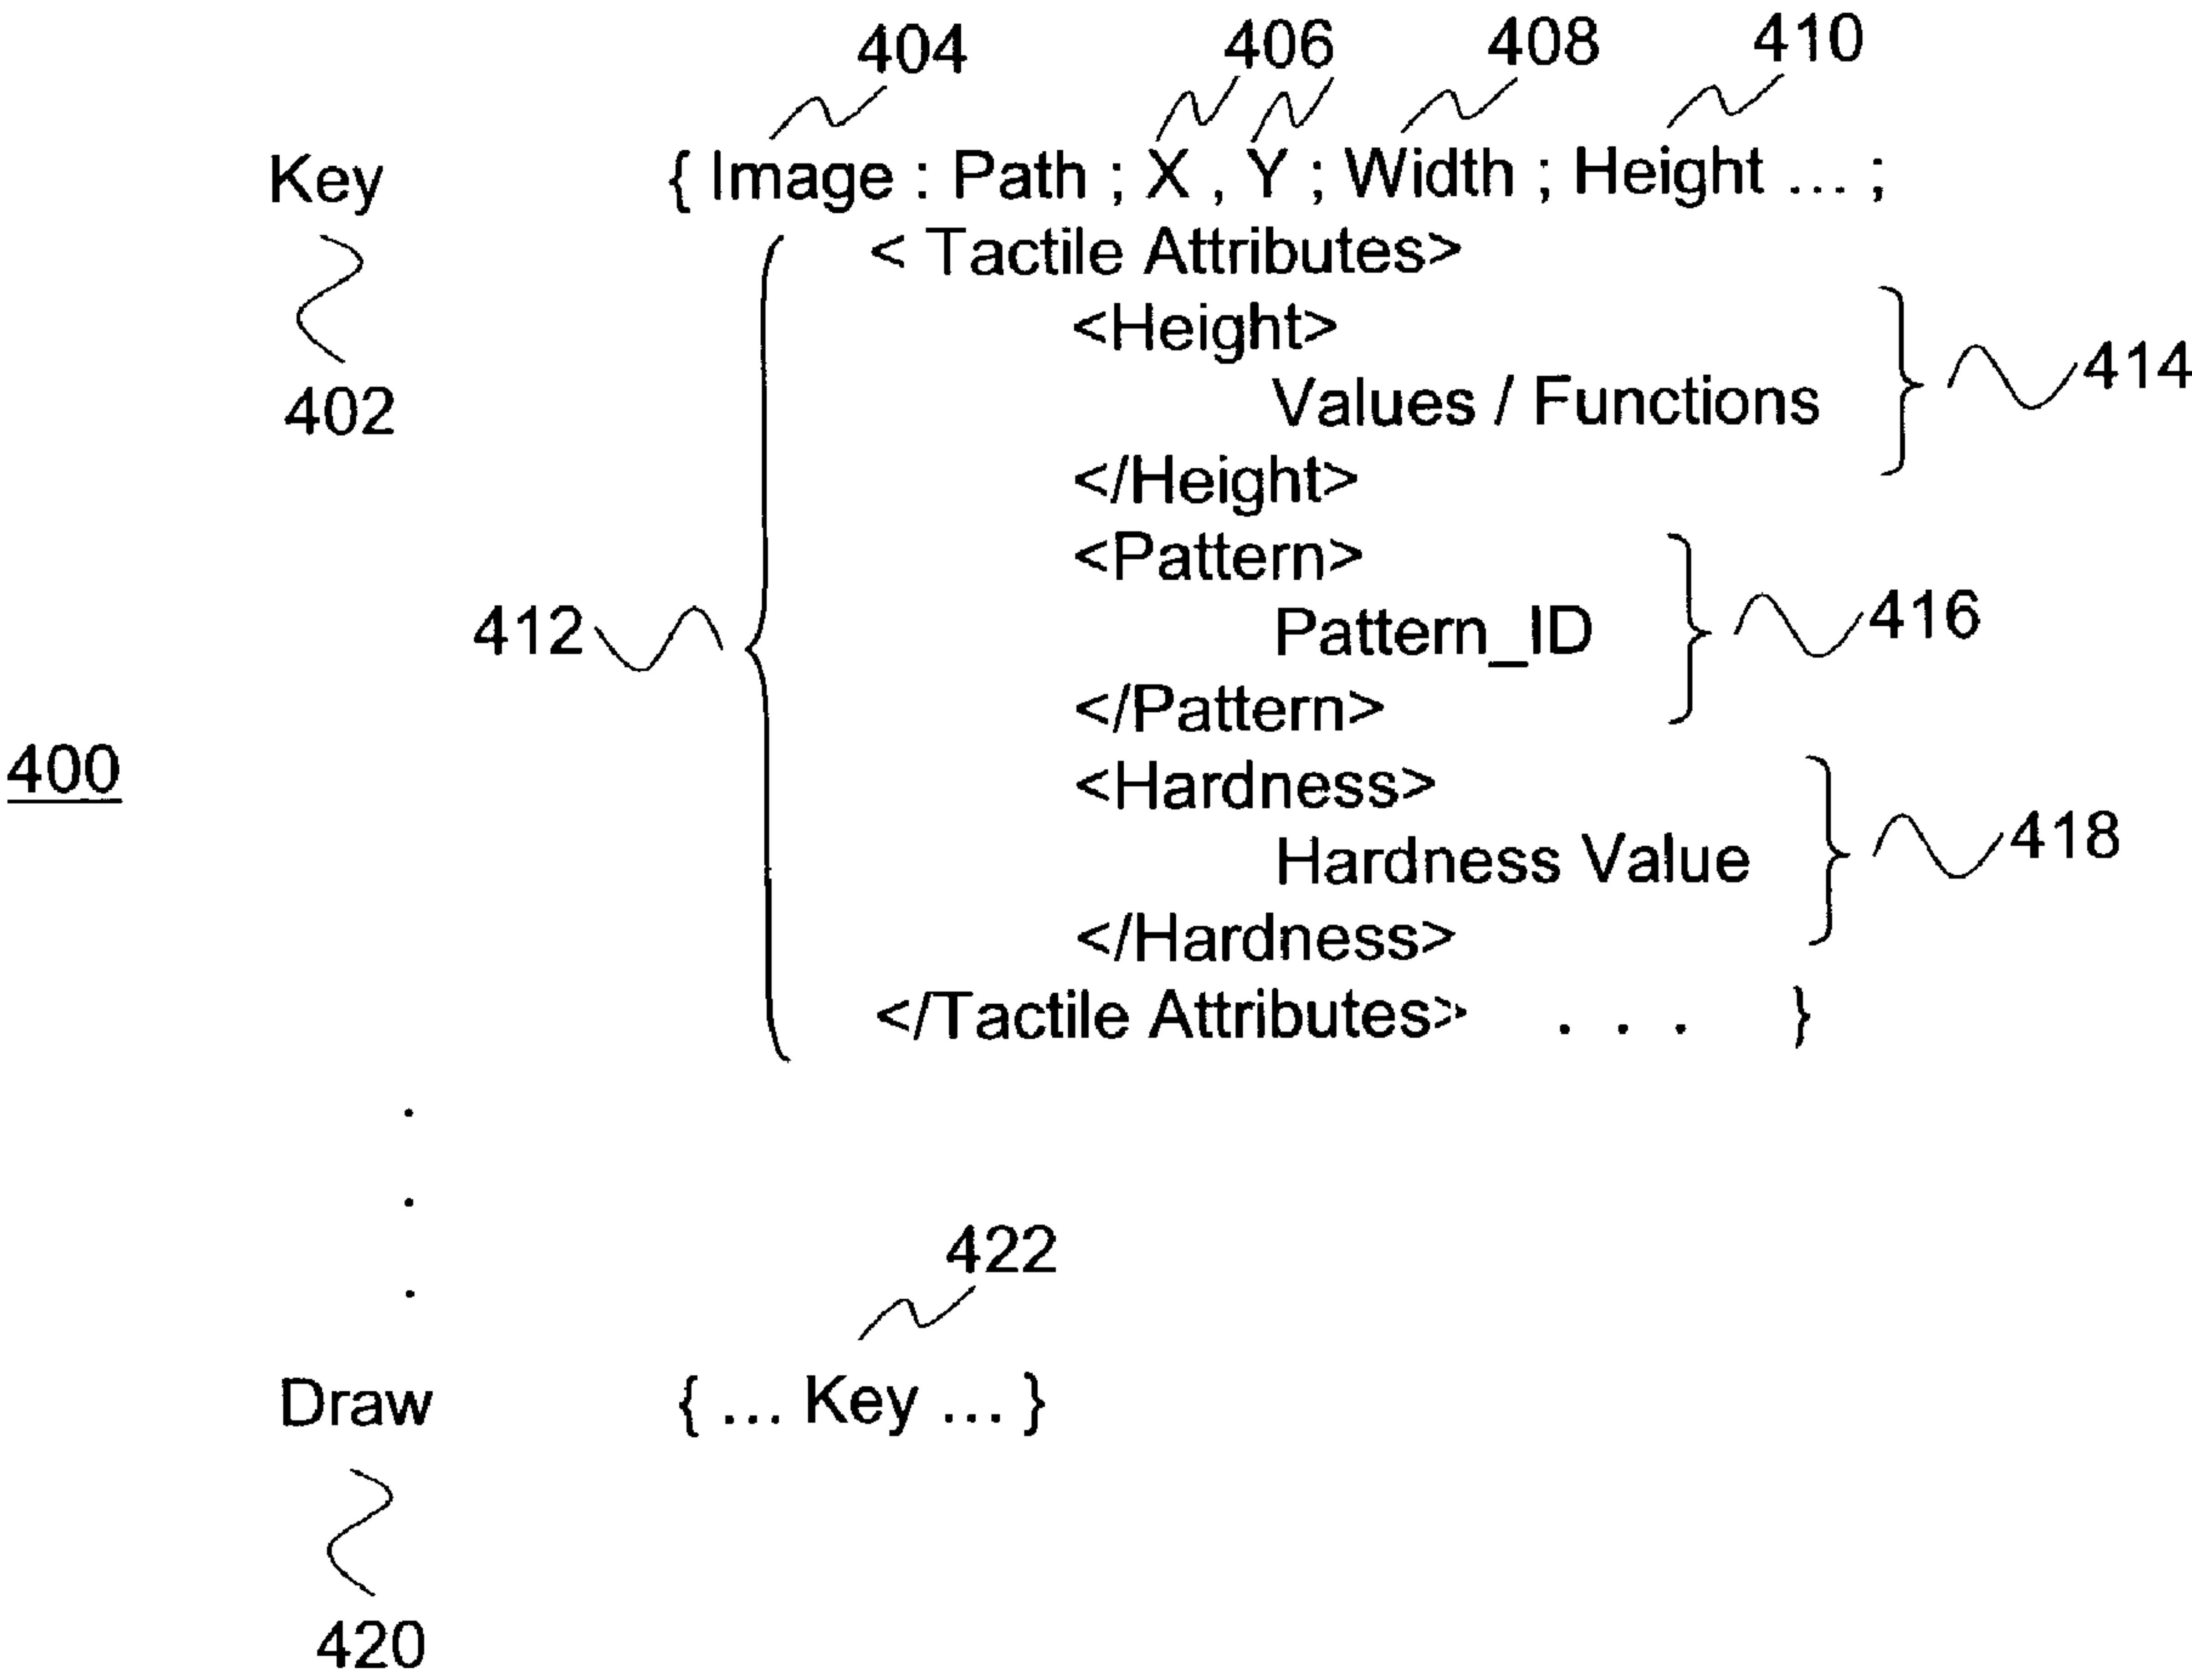 404 406 408 410
Key { Image : Path ; X , Y ; Width ; Height ... ;
< Tactile Attributes>
<Height>
414
Values / Functions
402
</Height>
<Pattern>
412 Pattern_ID 416
</Pattern>
400
<Hardness>
Hardness Value 418
</Hardness>
</Tactile Attributes> . . . }
.
.
422
.
Draw { ... Key ... }
420